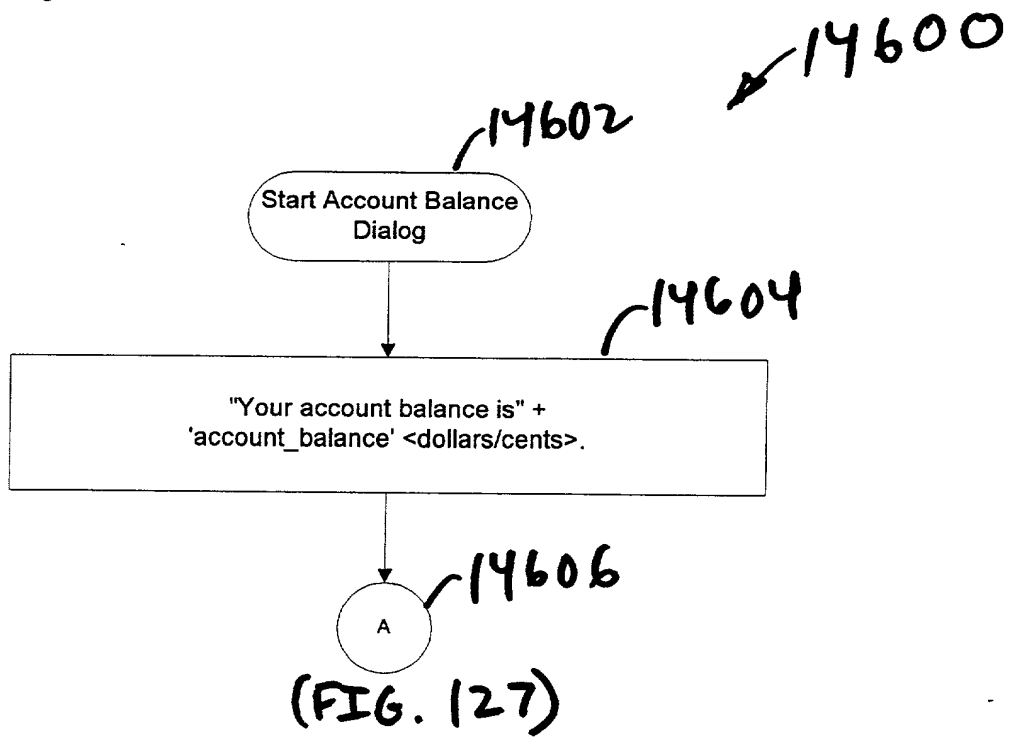 14600
14602
Start Account Balance
Dialog
14604
"Your account balance is" +
'account_balance' <dollars/cents>.
14606
A
(FIG. 127)